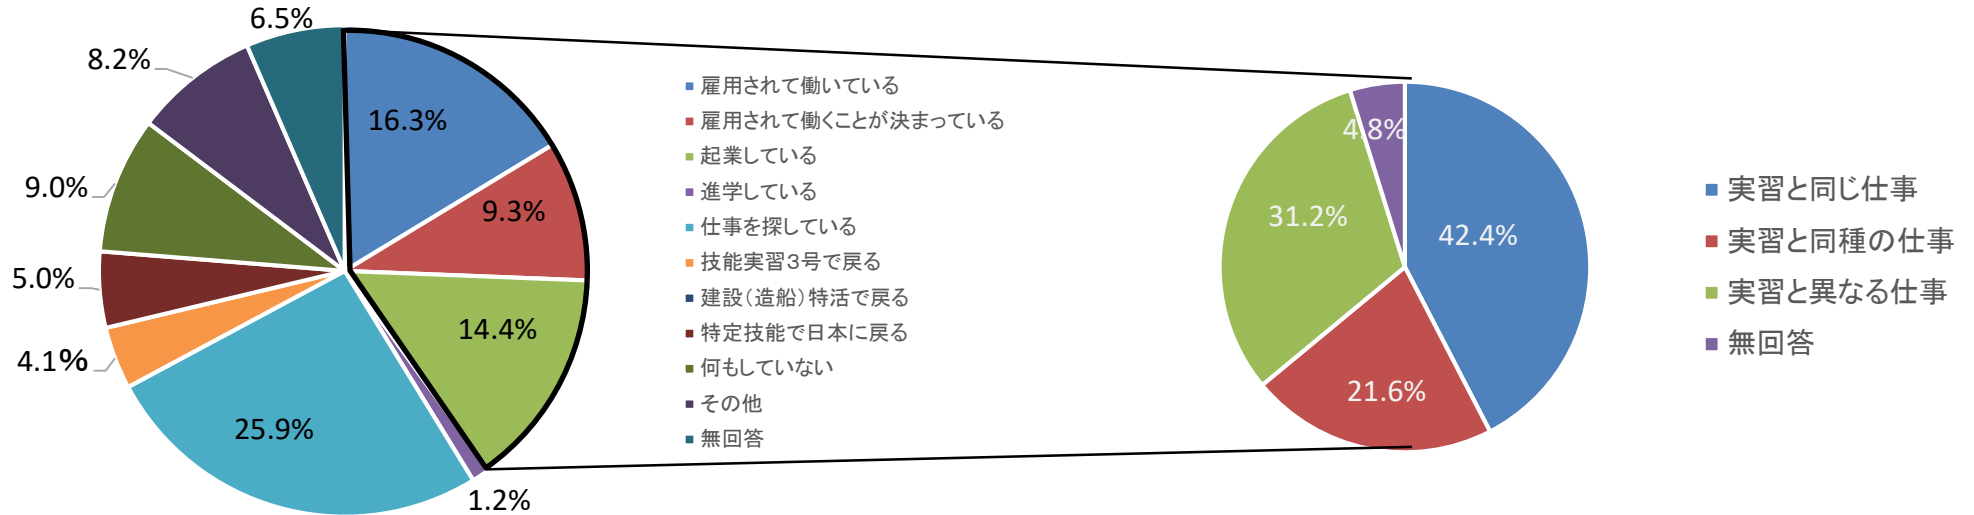 6.5%
8.2%
16.3%
9.0%
9.3%
5.0%
14.4%
4.1%
25.9%
1.2%
雇用されて働いている
雇用されて働くことが決まっている
起業している
進学している
仕事を探している
技能実習3号で戻る
建設(造船)特活で戻る
特定技能で日本に戻る
何もしていない
その他
無回答
4.8%
31.2%
42.4%
21.6%
実習と同じ仕事
実習と同種の仕事
実習と異なる仕事
無回答